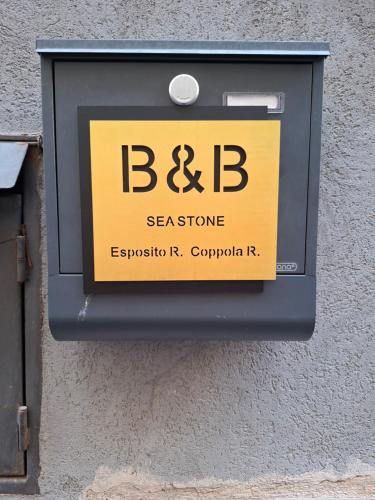 B&B
SEA STONE
Esposito R. Coppola R.